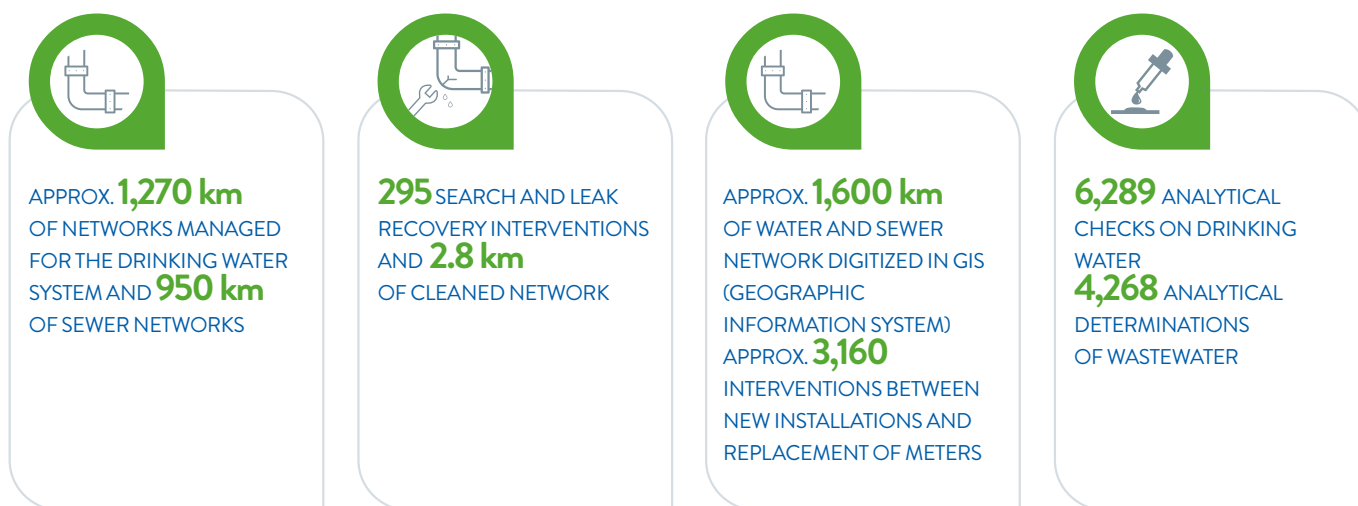 APPROX. 1,270 km
OF NETWORKS MANAGED
FOR THE DRINKING WATER
SYSTEM AND 950 km
OF SEWER NETWORKS
295 SEARCH AND LEAK
RECOVERY INTERVENTIONS
AND 2.8 km
OF CLEANED NETWORK
APPROX. 1,600 km
OF WATER AND SEWER
NETWORK DIGITIZED IN GIS
(GEOGRAPHIC
INFORMATION SYSTEM)
APPROX. 3,160
INTERVENTIONS BETWEEN
NEW INSTALLATIONS AND
REPLACEMENT OF METERS
6,289 ANALYTICAL
CHECKS ON DRINKING
WATER
4,268 ANALYTICAL
DETERMINATIONS
OF WASTEWATER